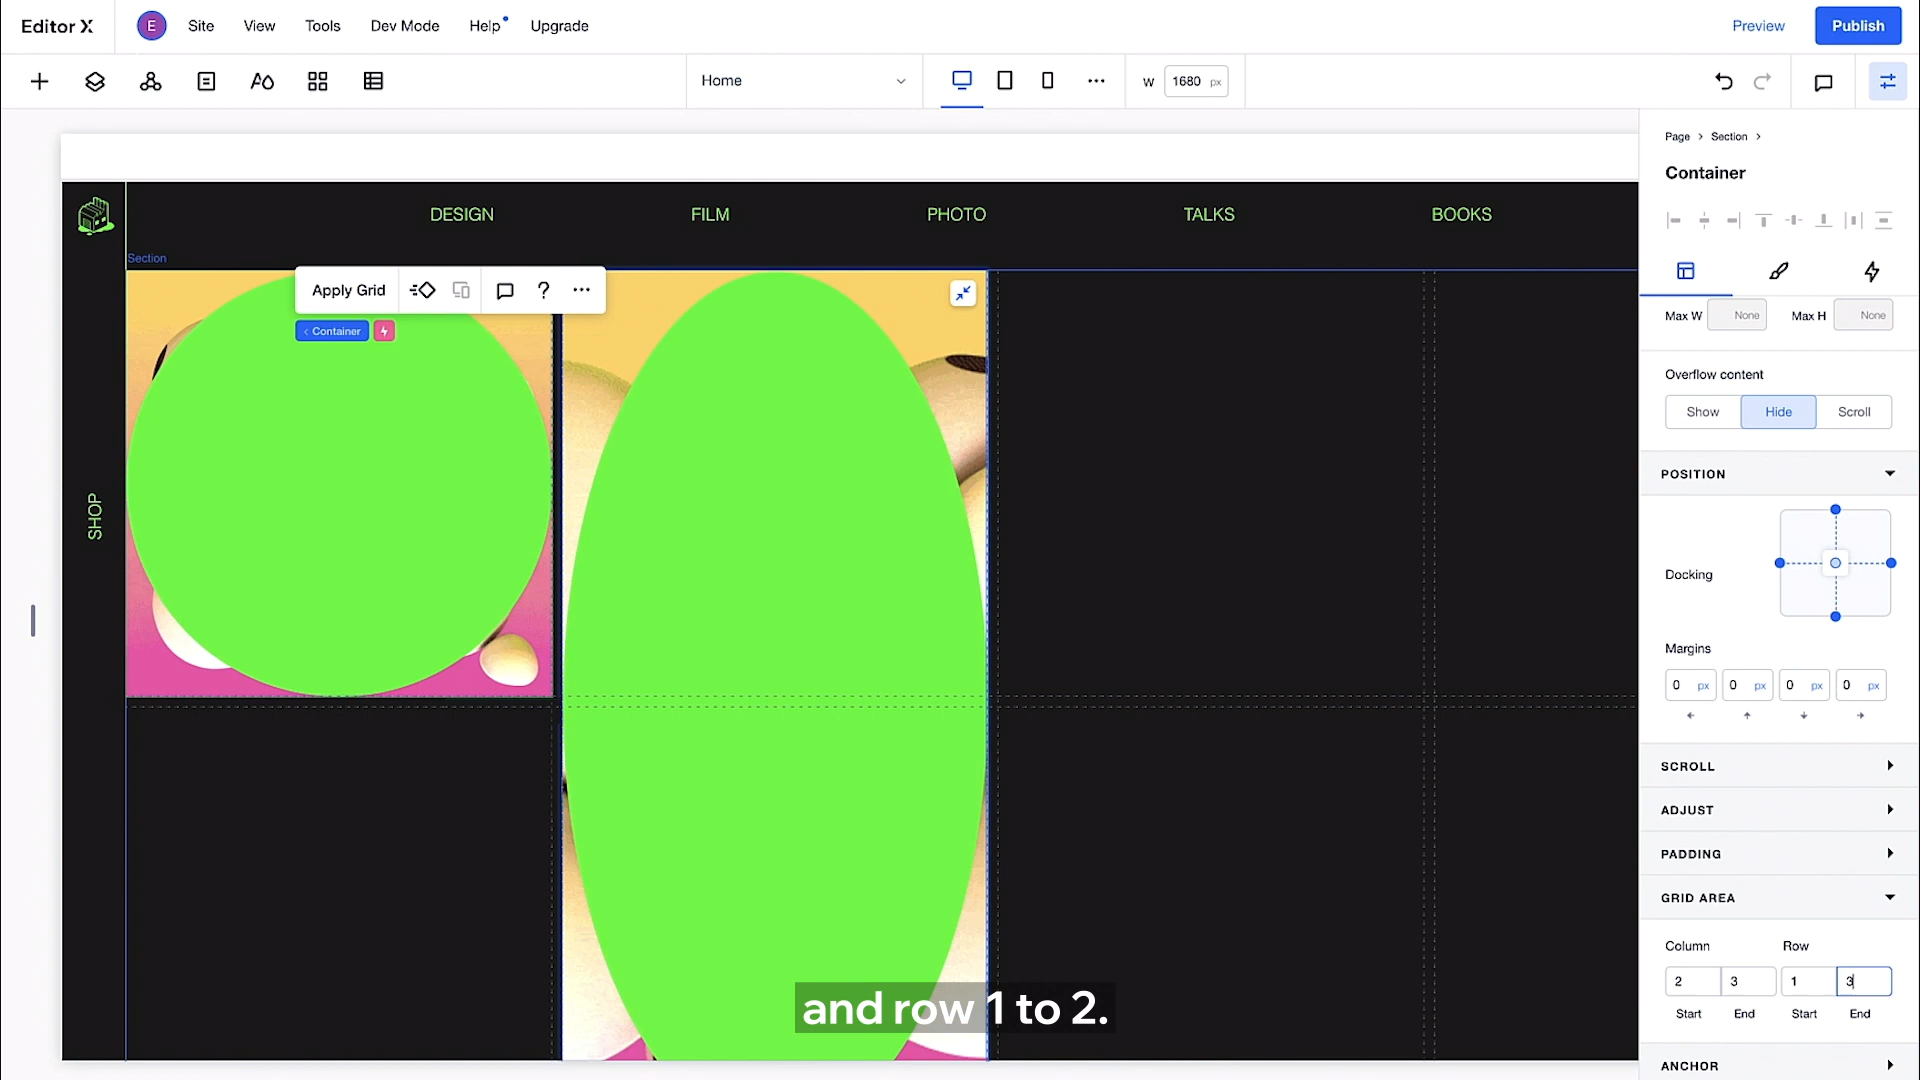 Editor X
E
Site
View
Tools
Dev Mode
Help
Upgrade
Preview
Publish
Home
W
1680 px
Page > Section >
Container
DESIGN
FILM
PHOTO
TALKS
BOOKS
Section
Apply Grid
?
< Container
SHOP
Max W
None
Max H
None
Overflow content
Show
Hide
Scroll
POSITION
Docking
Margins
0 px
0 px
0 px
0 px
SCROLL
ADJUST
PADDING
GRID AREA
Column
Row
2
3
1
3
Start
End
Start
End
ANCHOR
and row 1 to 2.